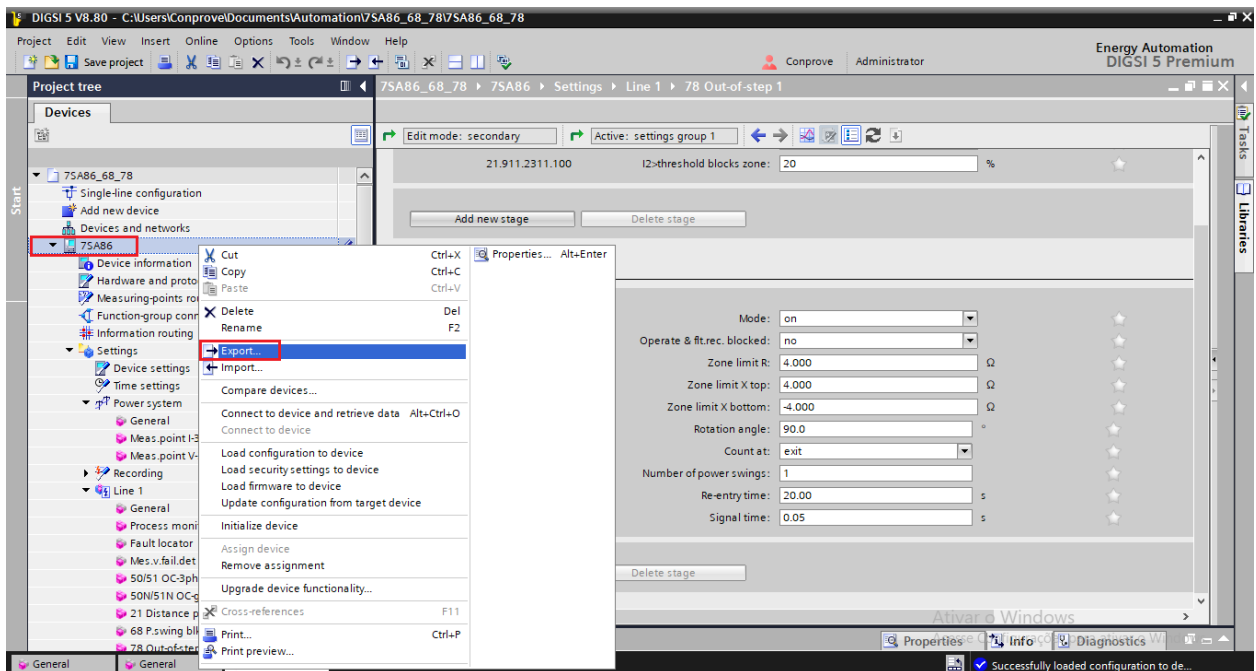 DIGSI 5 V8.80 - C:\Users\Conprove\Documents\Automation\7SA86_68_78\7SA86_68_78
Project Edit View Insert Online Options Tools Window Help
Energy Automation
DIGSI 5 Premium
Save project
Conprove Administrator
Project tree
7SA86_68_78 ▸ 7SA86 ▸ Settings ▸ Line 1 ▸ 78 Out-of-step 1
Devices
Edit mode: secondary
Active: settings group 1
Start
Tasks
Libraries
21.911.2311.100 I2>threshold blocks zone: 20 %
Add new stage
Delete stage
7SA86_68_78
Single-line configuration
Add new device
Devices and networks
7SA86
Device information
Hardware and proto
Measuring-points rou
Function-group conn
Information routing
Settings
Device settings
Time settings
Power system
General
Meas.point I-3
Meas.point V-
Recording
Line 1
General
Process moni
Fault locator
Mes.v.fail.det
50/51 OC-3ph
50N/51N OC-g
21 Distance p
68 P.swing blk
78 Out-of-step
Cut Ctrl+X
Copy Ctrl+C
Paste Ctrl+V
Delete Del
Rename F2
Export...
Import...
Compare devices...
Connect to device and retrieve data Alt+Ctrl+O
Connect to device
Load configuration to device
Load security settings to device
Load firmware to device
Update configuration from target device
Initialize device
Assign device
Remove assignment
Upgrade device functionality...
Cross-references F11
Print... Ctrl+P
Print preview...
Properties... Alt+Enter
Mode: on
Operate & flt.rec. blocked: no
Zone limit R: 4.000 Ω
Zone limit X top: 4.000 Ω
Zone limit X bottom: -4.000 Ω
Rotation angle: 90.0 °
Count at: exit
Number of power swings: 1
Re-entry time: 20.00 s
Signal time: 0.05 s
Delete stage
Ativar o Windows
Properties Info Diagnostics
General General
Successfully loaded configuration to de...